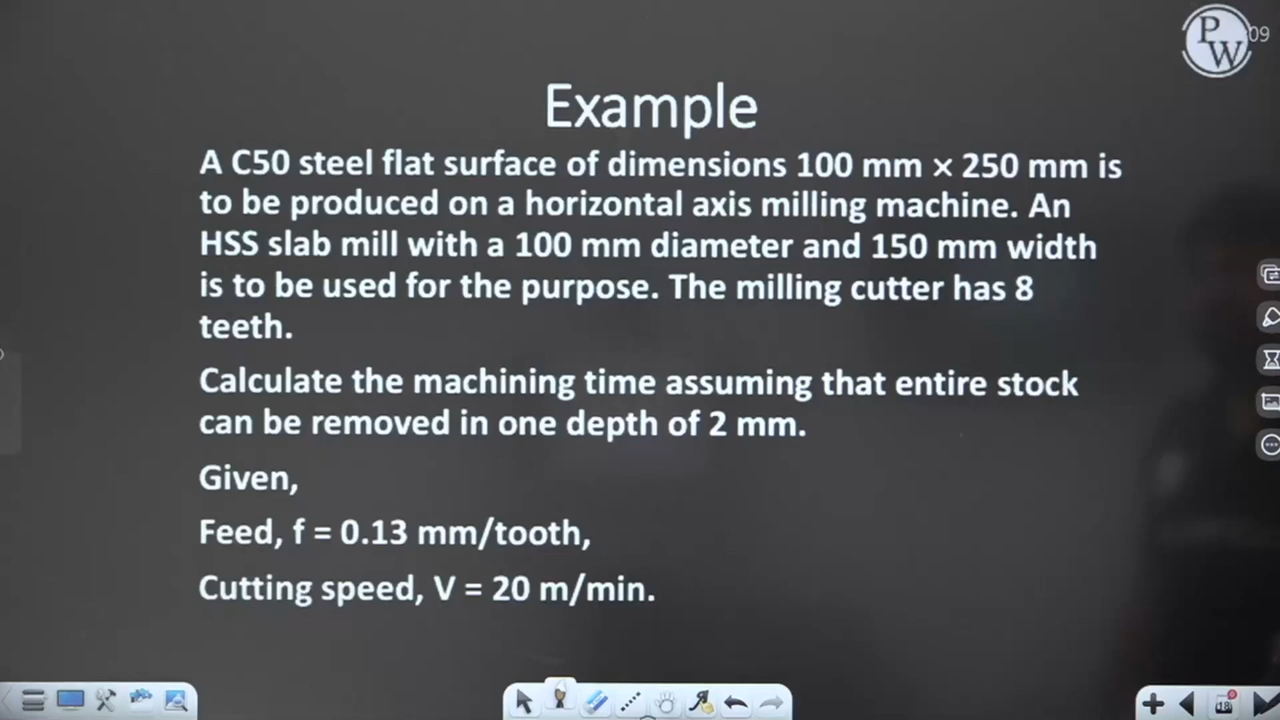 P
W
09
Example
A C50 steel flat surface of dimensions 100 mm × 250 mm is
to be produced on a horizontal axis milling machine. An
HSS slab mill with a 100 mm diameter and 150 mm width
is to be used for the purpose. The milling cutter has 8
teeth.
Calculate the machining time assuming that entire stock
can be removed in one depth of 2 mm.
Given,
Feed, f = 0.13 mm/tooth,
Cutting speed, V = 20 m/min.
18